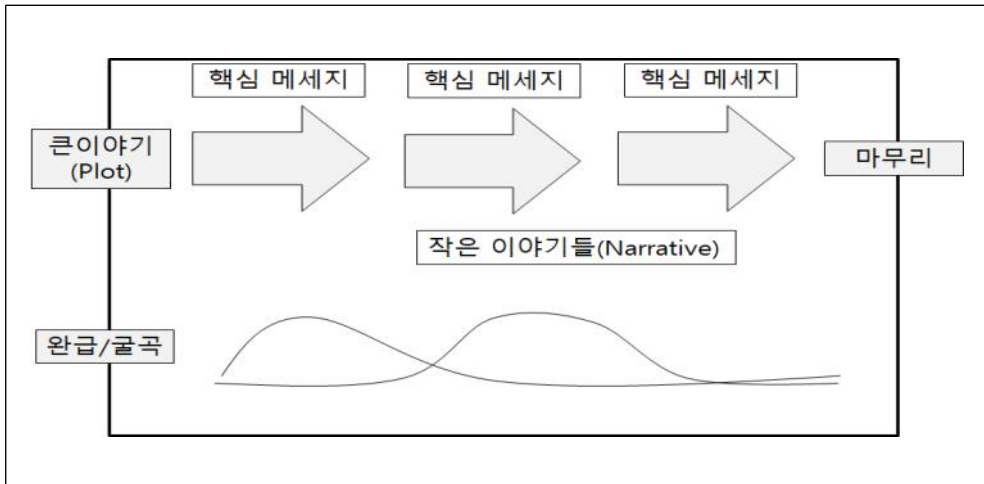 핵심 메세지
핵심 메세지
핵심 메세지
큰이야기
(Plot)
마무리
작은 이야기들(Narrative)
완급/굴곡